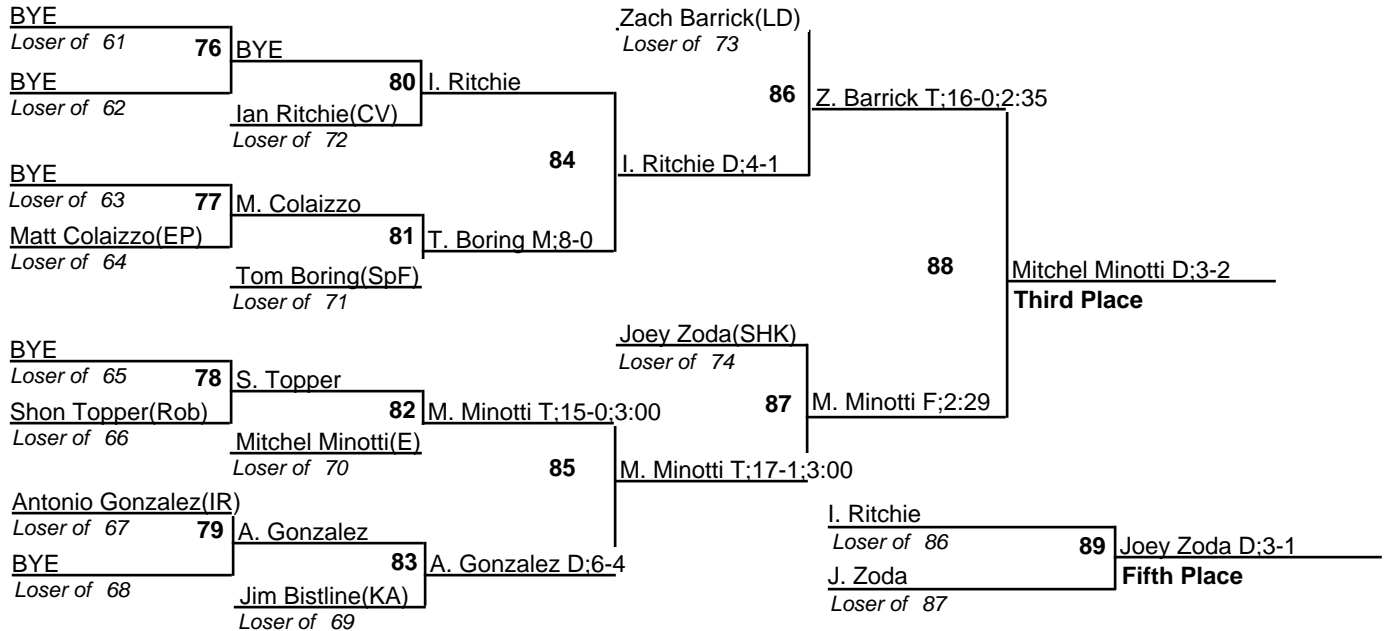 BYE
Loser of 61
76
BYE
Loser of 62
BYE
80
Ian Ritchie(CV)
Loser of 72
I. Ritchie
BYE
Loser of 63
77
Matt Colaizzo(EP)
Loser of 64
M. Colaizzo
81
Tom Boring(SpF)
Loser of 71
T. Boring M;8-0
84
I. Ritchie D;4-1
Zach Barrick(LD)
Loser of 73
86
Z. Barrick T;16-0;2:35
BYE
Loser of 65
78
Shon Topper(Rob)
Loser of 66
S. Topper
82
Mitchel Minotti(E)
Loser of 70
M. Minotti T;15-0;3:00
Antonio Gonzalez(IR)
Loser of 67
79
BYE
Loser of 68
A. Gonzalez
83
Jim Bistline(KA)
Loser of 69
A. Gonzalez D;6-4
85
M. Minotti T;17-1;3:00
Joey Zoda(SHK)
Loser of 74
87
M. Minotti F;2:29
88
Mitchel Minotti D;3-2
Third Place
I. Ritchie
Loser of 86
89
J. Zoda
Loser of 87
Joey Zoda D;3-1
Fifth Place